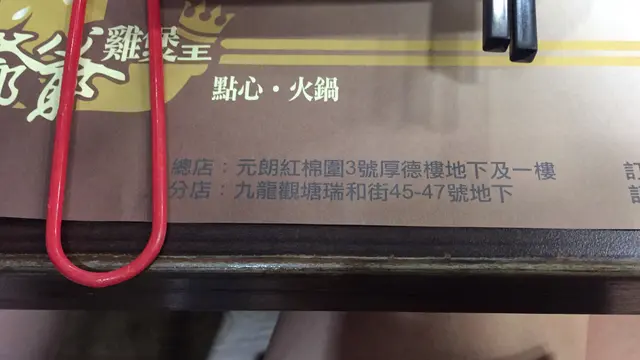 爺雞煲王
點心·火鍋
總店：元朗紅棉圍3號厚德樓地下及一樓
分店：九龍觀塘瑞和街45-47號地下